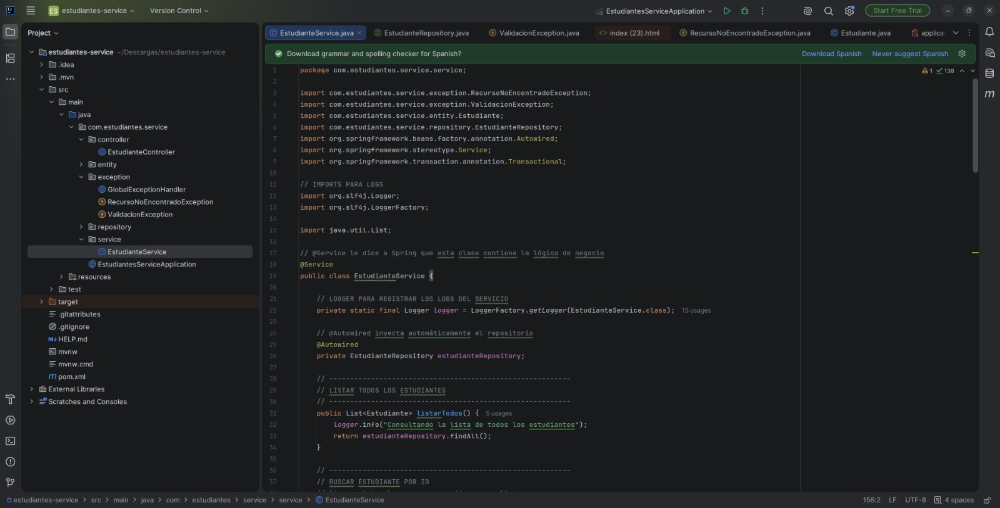 ES estudiantes-service Version Control EstudiantesServiceApplication Start Free Trial
Project
estudiantes-service ~/Descargas/estudiantes-service
.idea
.mvn
src
main
java
com.estudiantes.service
controller
EstudianteController
entity
exception
GlobalExceptionHandler
RecursoNoEncontradoException
ValidacionException
repository
service
EstudianteService
EstudiantesServiceApplication
resources
test
target
.gitattributes
.gitignore
HELP.md
mvnw
mvnw.cmd
pom.xml
External Libraries
Scratches and Consoles
EstudianteService.java EstudianteRepository.java ValidacionException.java index (23).html RecursoNoEncontradoException.java Estudiante.java applica
Download grammar and spelling checker for Spanish? Download Spanish Never suggest Spanish
1 138
1 package com.estudiantes.service.service;
2
3 import com.estudiantes.service.exception.RecursoNoEncontradoException;
4 import com.estudiantes.service.exception.ValidacionException;
5 import com.estudiantes.service.entity.Estudiante;
6 import com.estudiantes.service.repository.EstudianteRepository;
7 import org.springframework.beans.factory.annotation.Autowired;
8 import org.springframework.stereotype.Service;
9 import org.springframework.transaction.annotation.Transactional;
10
11 // IMPORTS PARA LOGS
12 import org.slf4j.Logger;
13 import org.slf4j.LoggerFactory;
14
15 import java.util.List;
16
17 // @Service le dice a Spring que esta clase contiene la lógica de negocio
18 @Service
19 public class EstudianteService {
20
21 // LOGGER PARA REGISTRAR LOS LOGS DEL SERVICIO
22 private static final Logger logger = LoggerFactory.getLogger(EstudianteService.class); 15 usages
23
24 // @Autowired inyecta automáticamente el repositorio
25 @Autowired
26 private EstudianteRepository estudianteRepository;
27
28 // ----------------------------------------------------------
29 // LISTAR TODOS LOS ESTUDIANTES
30 // ----------------------------------------------------------
31 public List<Estudiante> listarTodos() { 5 usages
32 logger.info("Consultando la lista de todos los estudiantes");
33 return estudianteRepository.findAll();
34 }
35
36 // ----------------------------------------------------------
37 // BUSCAR ESTUDIANTE POR ID
estudiantes-service > src > main > java > com > estudiantes > service > service > EstudianteService 156:2 LF UTF-8 4 spaces